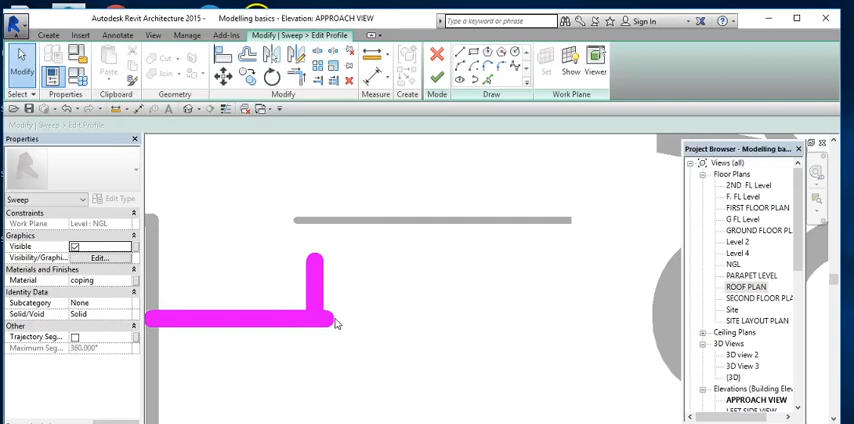 Autodesk Revit Architecture 2015 - Modelling basics - Elevation: APPROACH VIEW
Type a keyword or phrase
Sign In
Create Insert Annotate View Manage Add-Ins Modify | Sweep > Edit Profile
Modify
Paste
Cut
Join
Set Show Viewer
Select Properties Clipboard Geometry Modify Measure Create Mode Draw Work Plane
Modify | Sweep > Edit Profile
Properties
Sweep Edit Type
Constraints
Work Plane Level : NGL
Graphics
Visible
Visibility/Graphi... Edit...
Materials and Finishes
Material coping
Identity Data
Subcategory None
Solid/Void Solid
Other
Trajectory Seg...
Maximum Seg... 360.000°
Project Browser - Modelling ba...
Views (all)
Floor Plans
2ND FL Level
F. FL Level
FIRST FLOOR PLAN
G FL Level
GROUND FLOOR P
Level 2
Level 4
NGL
PARAPET LEVEL
ROOF PLAN
SECOND FLOOR PL
Site
SITE LAYOUT PLAN
Ceiling Plans
3D Views
3D view 2
3D View 3
{3D}
Elevations (Building Ele
APPROACH VIEW
LEFT SIDE VIEW